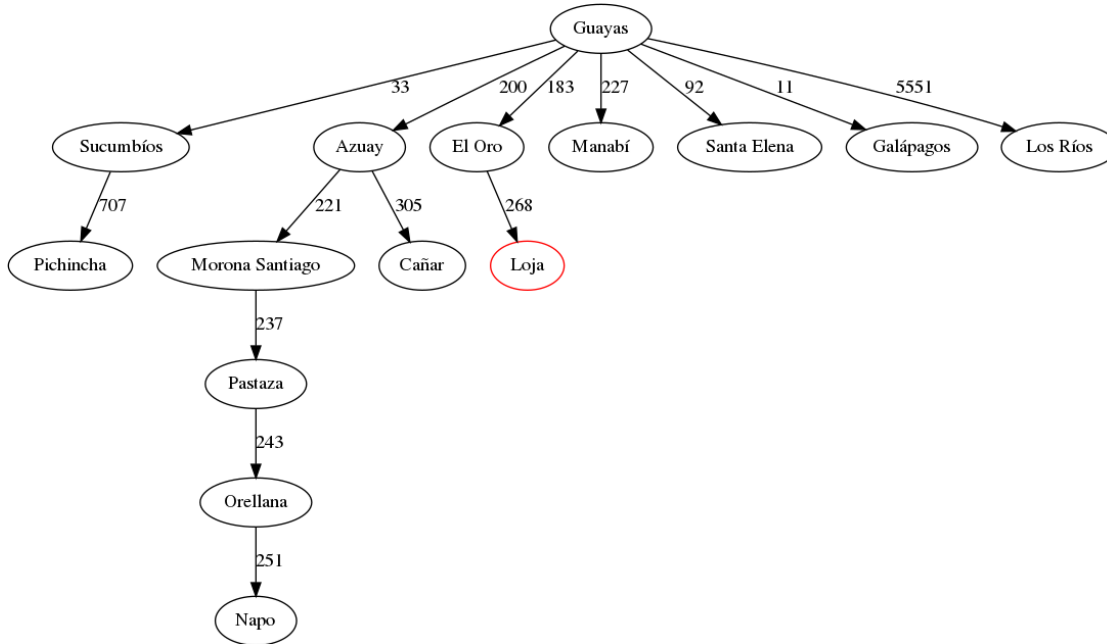 Guayas
33
200
183
227
92
11
5551
Sucumbíos
Azuay
El Oro
Manabí
Santa Elena
Galápagos
Los Ríos
707
221
305
268
Pichincha
Morona Santiago
Cañar
Loja
237
Pastaza
243
Orellana
251
Napo